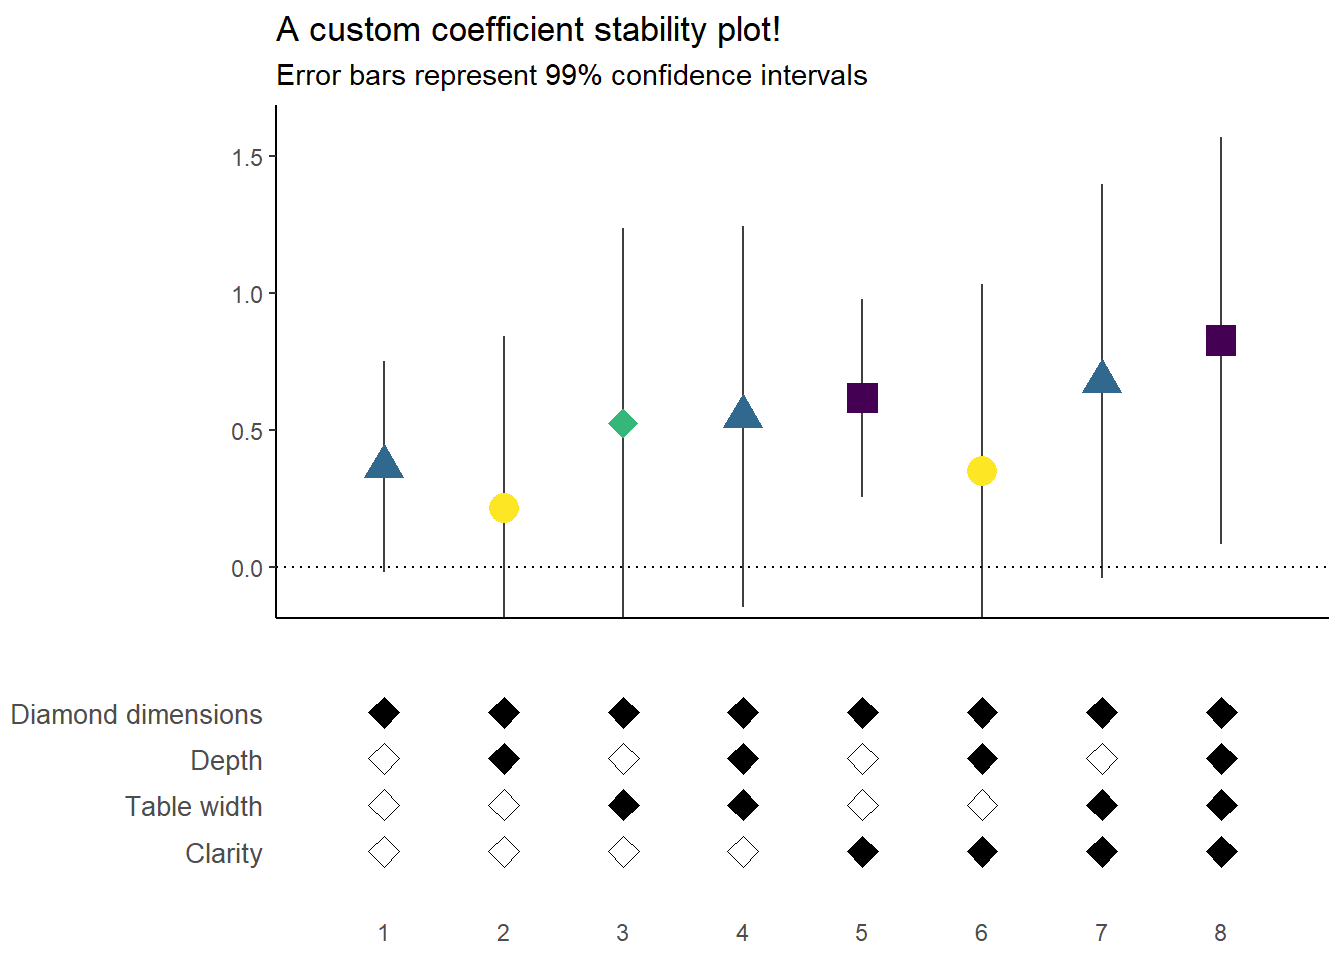 A custom coefficient stability plot!
Error bars represent 99% confidence intervals
1.5
1.0
0.5
0.0
Diamond dimensions
Depth
Table width
Clarity
1 2 3 4 5 6 7 8